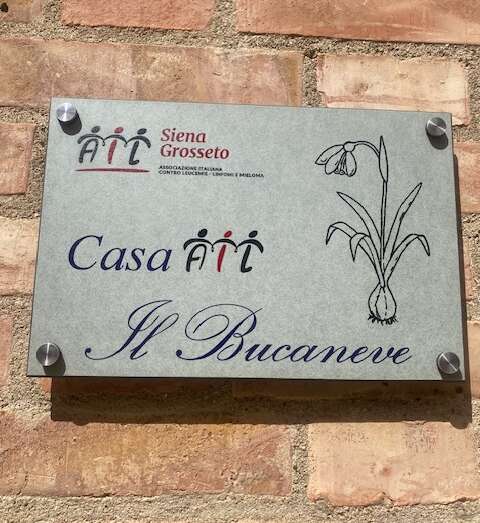 AIL Siena
Grosseto
ASSOCIAZIONE ITALIANA
CONTRO LEUCEMIE - LINFOMI E MIELOMA
Casa AIL
Il Bucaneve